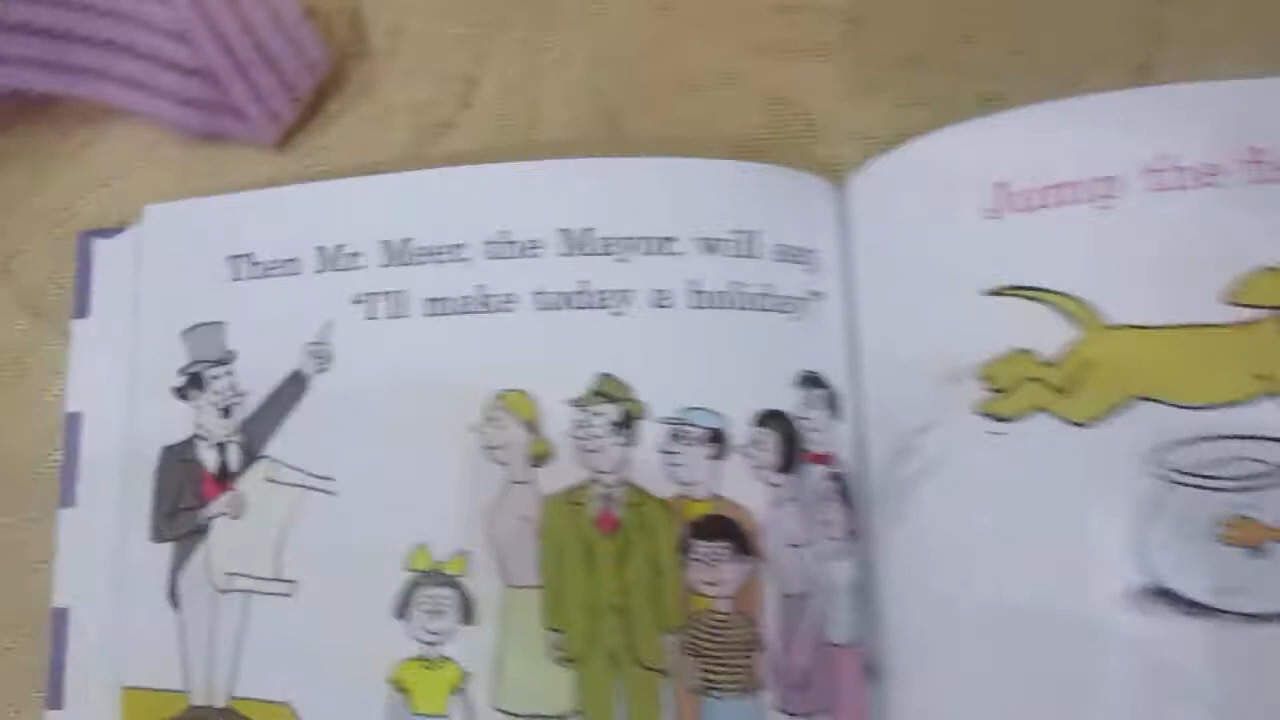 Then Mr. Meer, the Mayor, will say,
"I'll make today a holiday"
Jump the